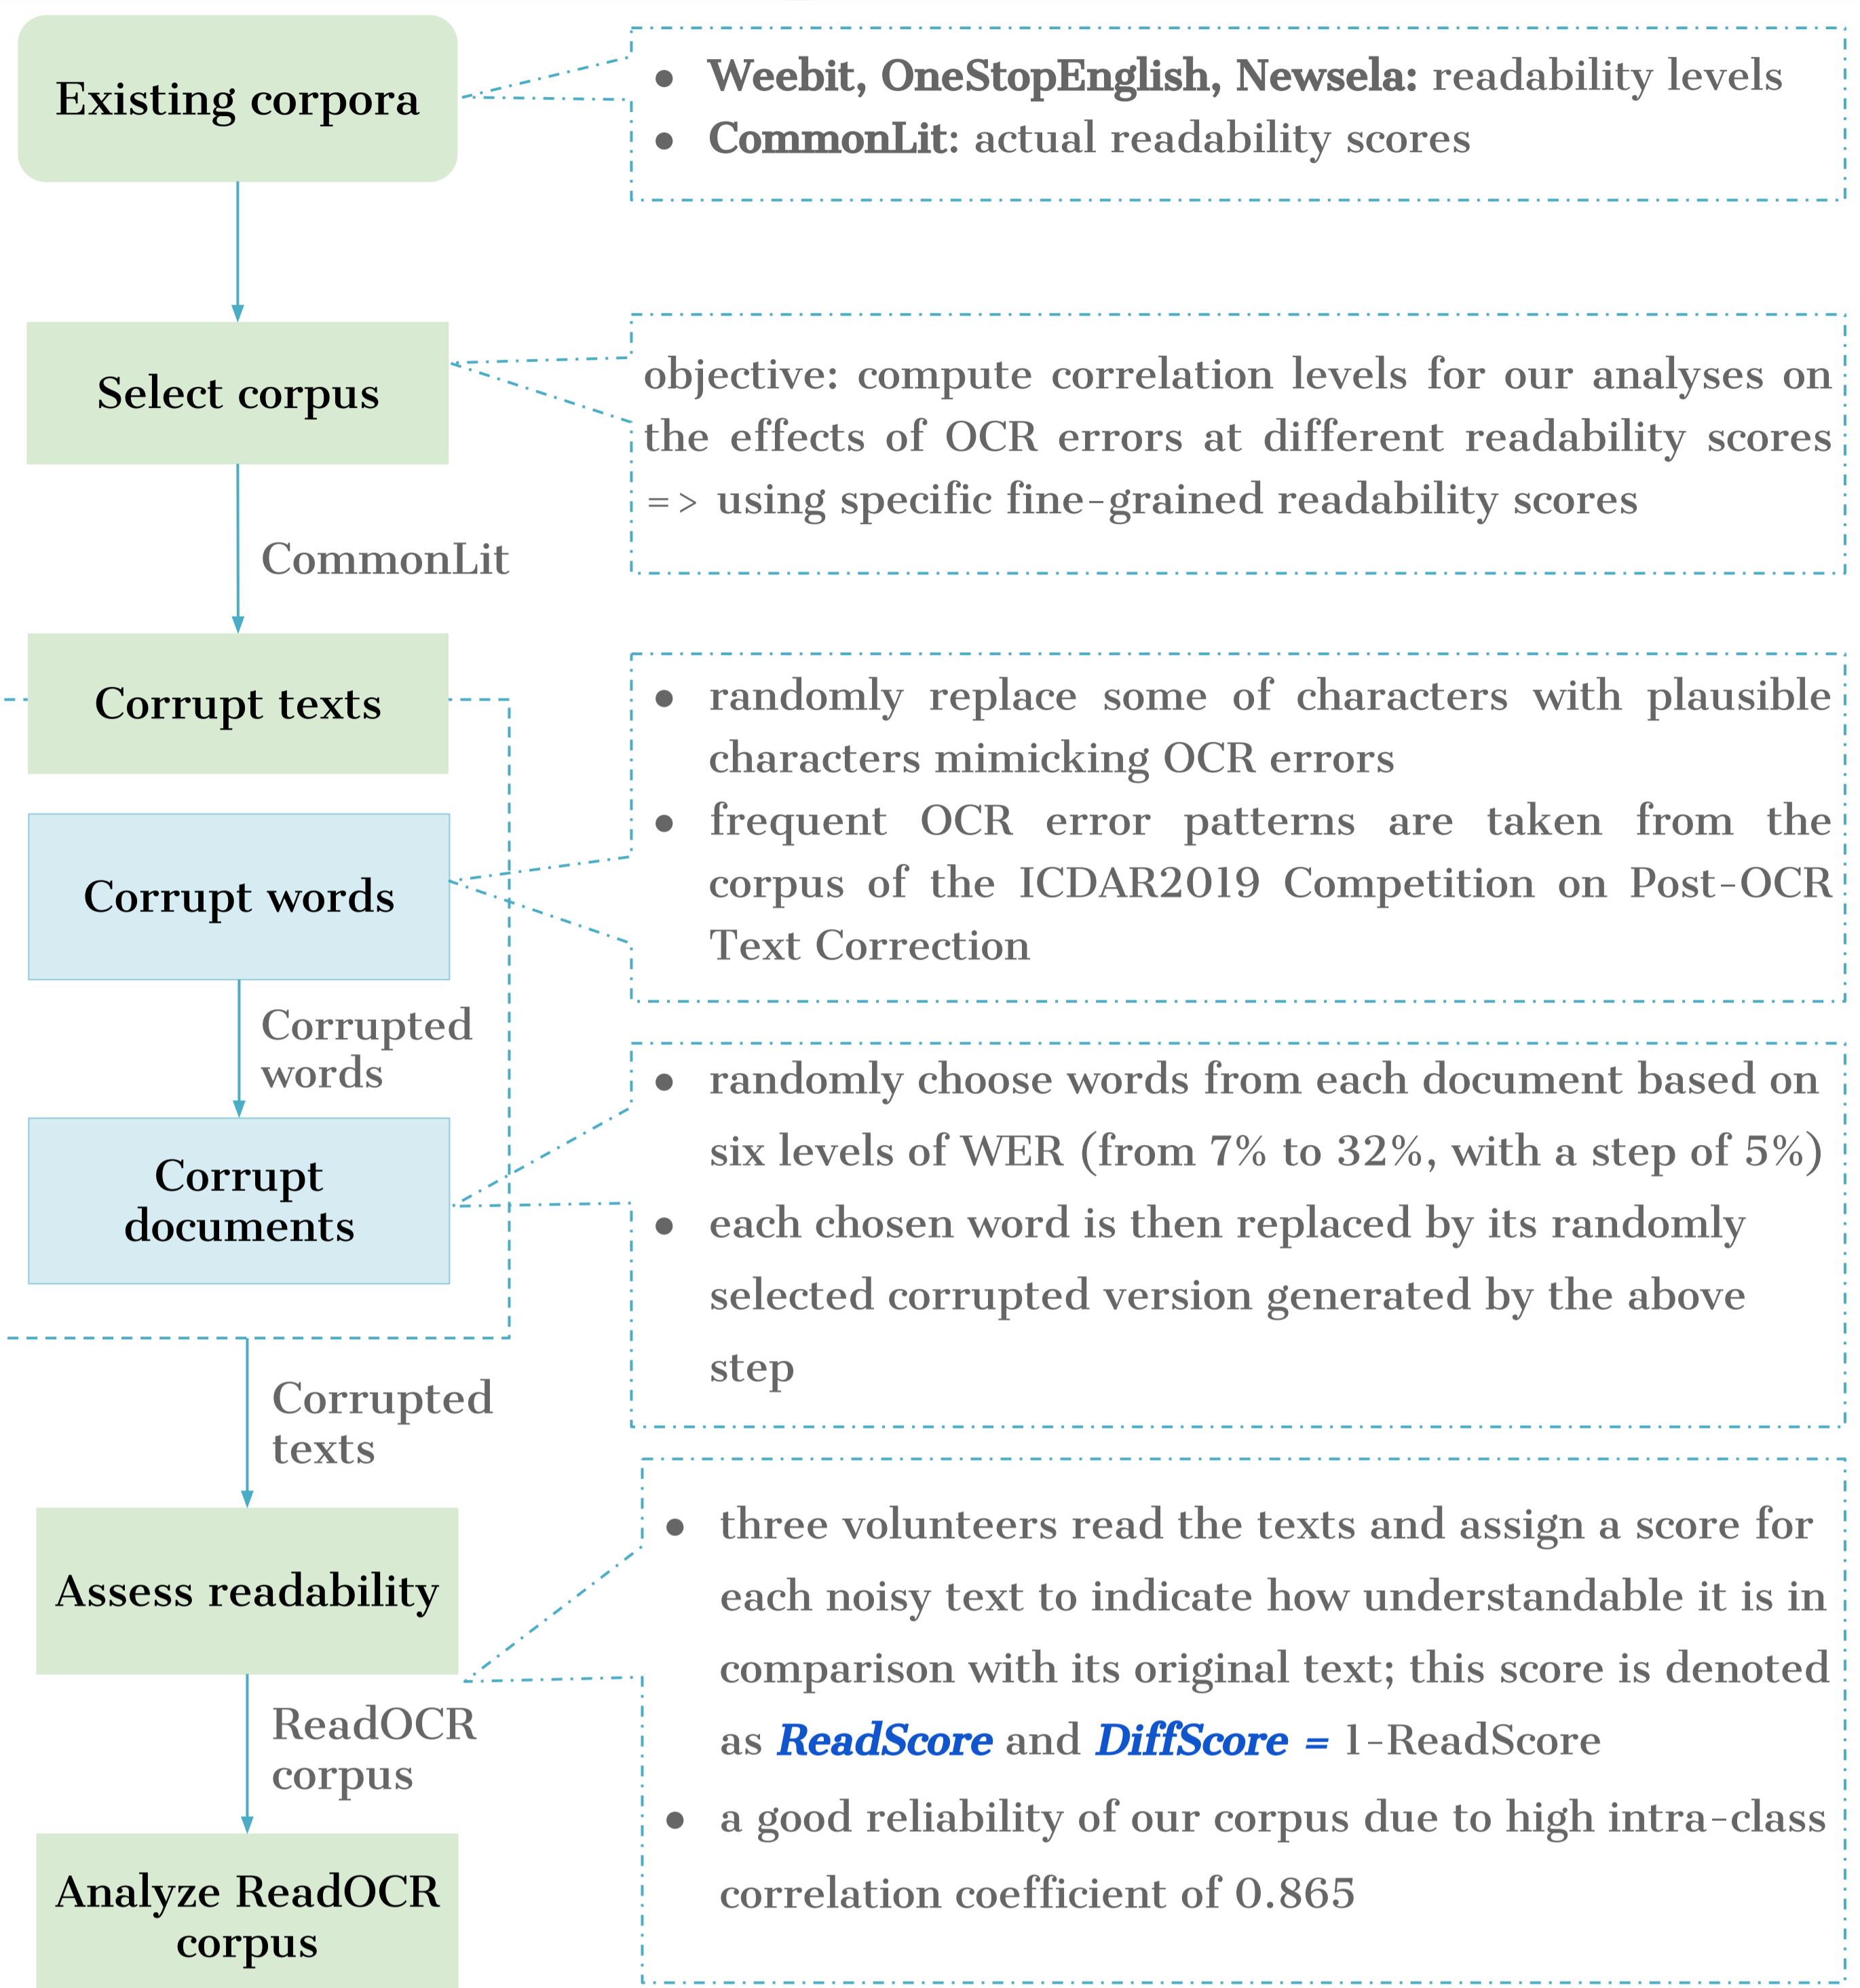 Existing corpora
● Weebit, OneStopEnglish, Newsela: readability levels
● CommonLit: actual readability scores
Select corpus
objective: compute correlation levels for our analyses on
the effects of OCR errors at different readability scores
=> using specific fine-grained readability scores
CommonLit
Corrupt texts
● randomly replace some of characters with plausible
characters mimicking OCR errors
● frequent OCR error patterns are taken from the
corpus of the ICDAR2019 Competition on Post-OCR
Text Correction
Corrupt words
Corrupted
words
Corrupt
documents
● randomly choose words from each document based on
six levels of WER (from 7% to 32%, with a step of 5%)
● each chosen word is then replaced by its randomly
selected corrupted version generated by the above
step
Corrupted
texts
Assess readability
● three volunteers read the texts and assign a score for
each noisy text to indicate how understandable it is in
comparison with its original text; this score is denoted
as ReadScore and DiffScore = 1-ReadScore
● a good reliability of our corpus due to high intra-class
correlation coefficient of 0.865
ReadOCR
corpus
Analyze ReadOCR
corpus